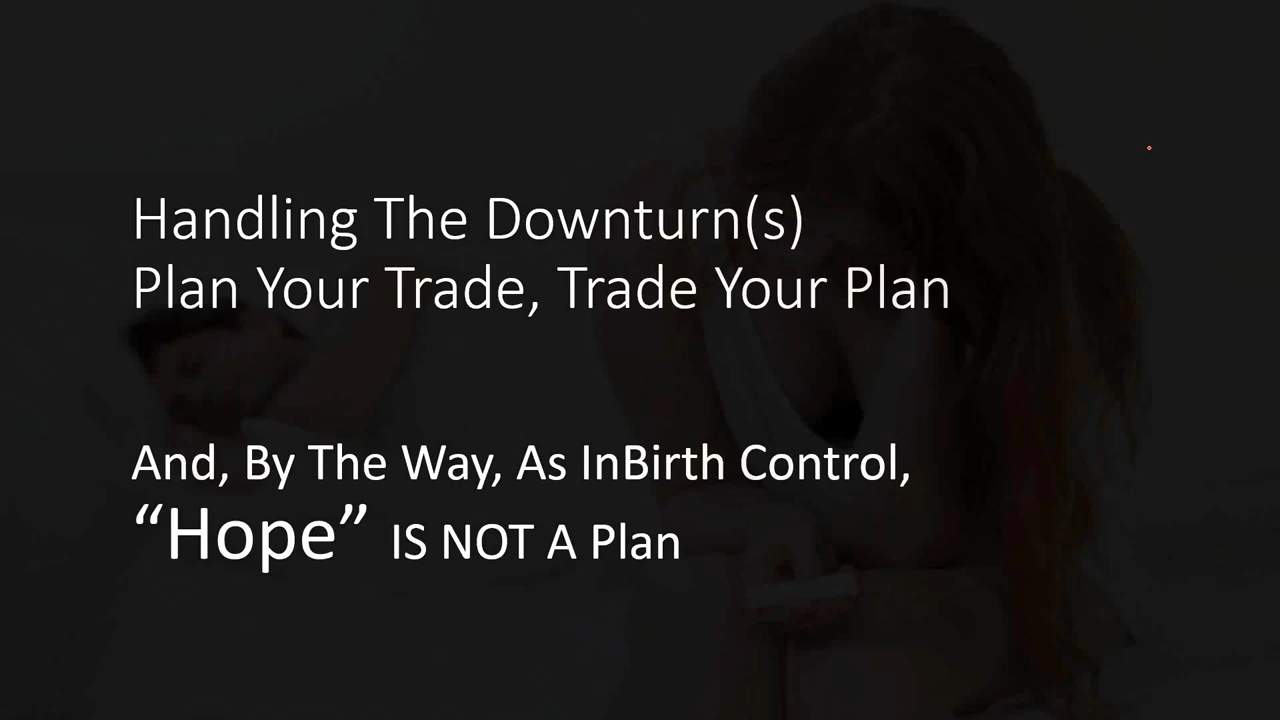 Handling The Downturn(s)
Plan Your Trade, Trade Your Plan
And, By The Way, As InBirth Control,
“Hope” IS NOT A Plan